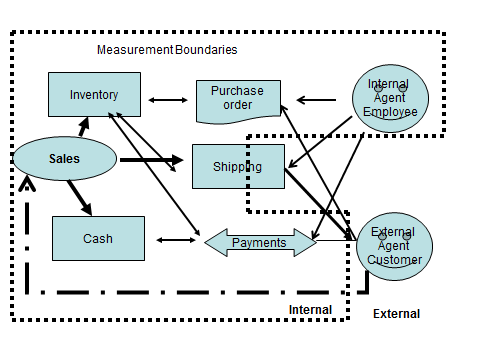 Measurement Boundaries
Inventory
Purchase
order
Internal
Agent
Employee
Sales
Shipping
Cash
Payments
External
Agent
Customer
Internal
External